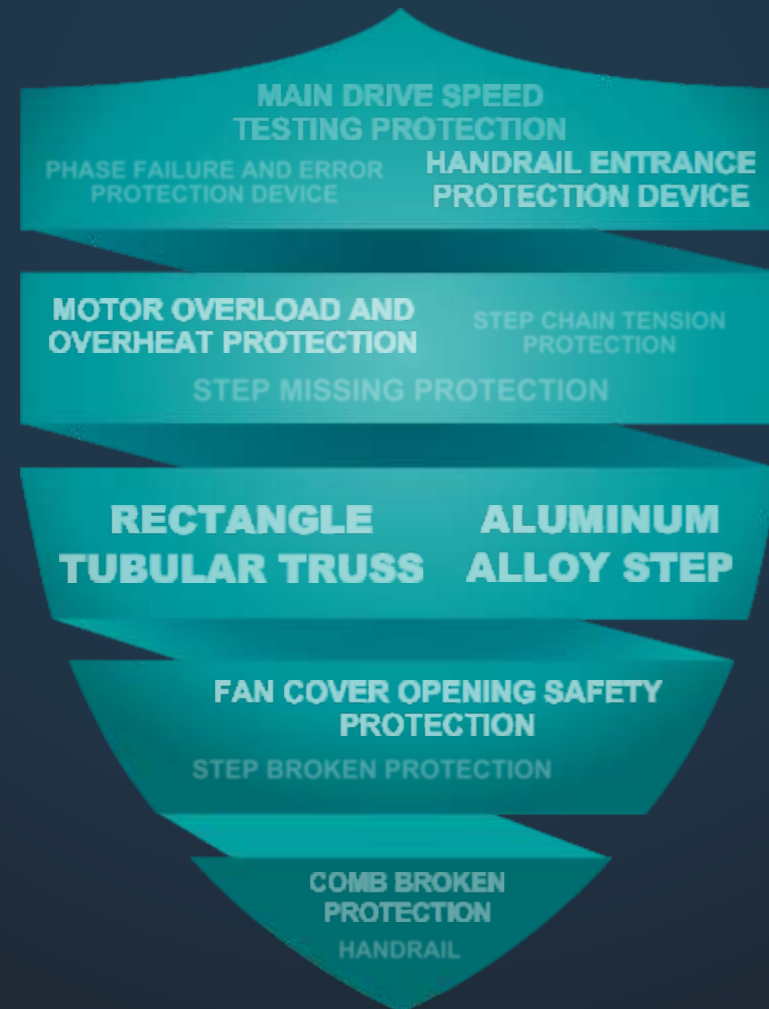 MAIN DRIVE SPEED
TESTING PROTECTION
PHASE FAILURE AND ERROR
PROTECTION DEVICE
HANDRAIL ENTRANCE
PROTECTION DEVICE
MOTOR OVERLOAD AND
OVERHEAT PROTECTION
STEP CHAIN TENSION
PROTECTION
STEP MISSING PROTECTION
RECTANGLE
TUBULAR TRUSS
ALUMINUM
ALLOY STEP
FAN COVER OPENING SAFETY
PROTECTION
STEP BROKEN PROTECTION
COMB BROKEN
PROTECTION
HANDRAIL